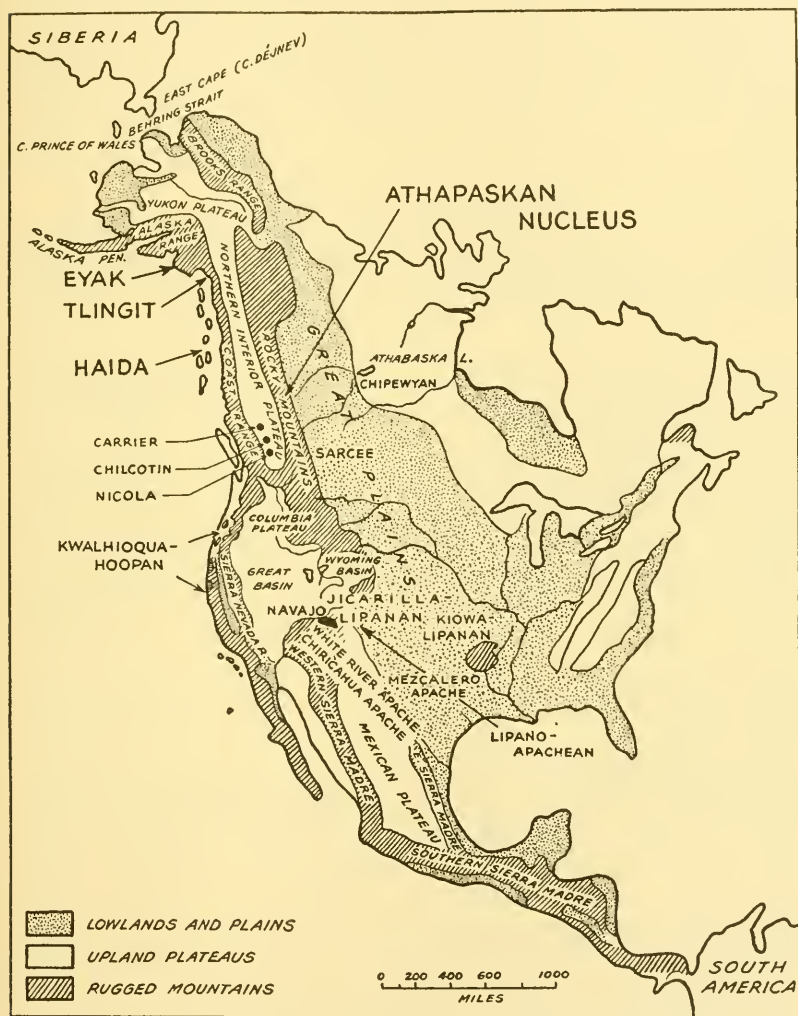 SIBERIA
EAST CAPE (C. DÉJNEV)
BEHRING STRAIT
C. PRINCE OF WALES
BROOKS RANGE
YUKON PLATEAU
ALASKA
RANGE
ALASKA PEN.
ATHAPASKAN
NUCLEUS
EYAK
TLINGIT
HAIDA
NORTHERN INTERIOR PLATEAU
COAST RANGE
ROCKY MOUNTAINS
GREAT PLAINS
ATHABASKA L.
CHIPEWYAN
CARRIER
CHILCOTIN
NICOLA
SARCEE
COLUMBIA
PLATEAU
KWALHIOQUA-
HOOPAN
SIERRA NEVADA R.
GREAT
BASIN
WYOMING
BASIN
JICARILLA-
LIPANAN
NAVAJO
KIOWA-
LIPANAN
WHITE RIVER APACHE
CHIRICAHUA APACHE
MEZCALERO
APACHE
LIPANO-
APACHEAN
WESTERN SIERRA MADRE
MEXICAN PLATEAU
E. SIERRA MADRE
SOUTHERN SIERRA MADRE
LOWLANDS AND PLAINS
UPLAND PLATEAUS
RUGGED MOUNTAINS
0 200 400 600 1000
MILES
SOUTH
AMERICA